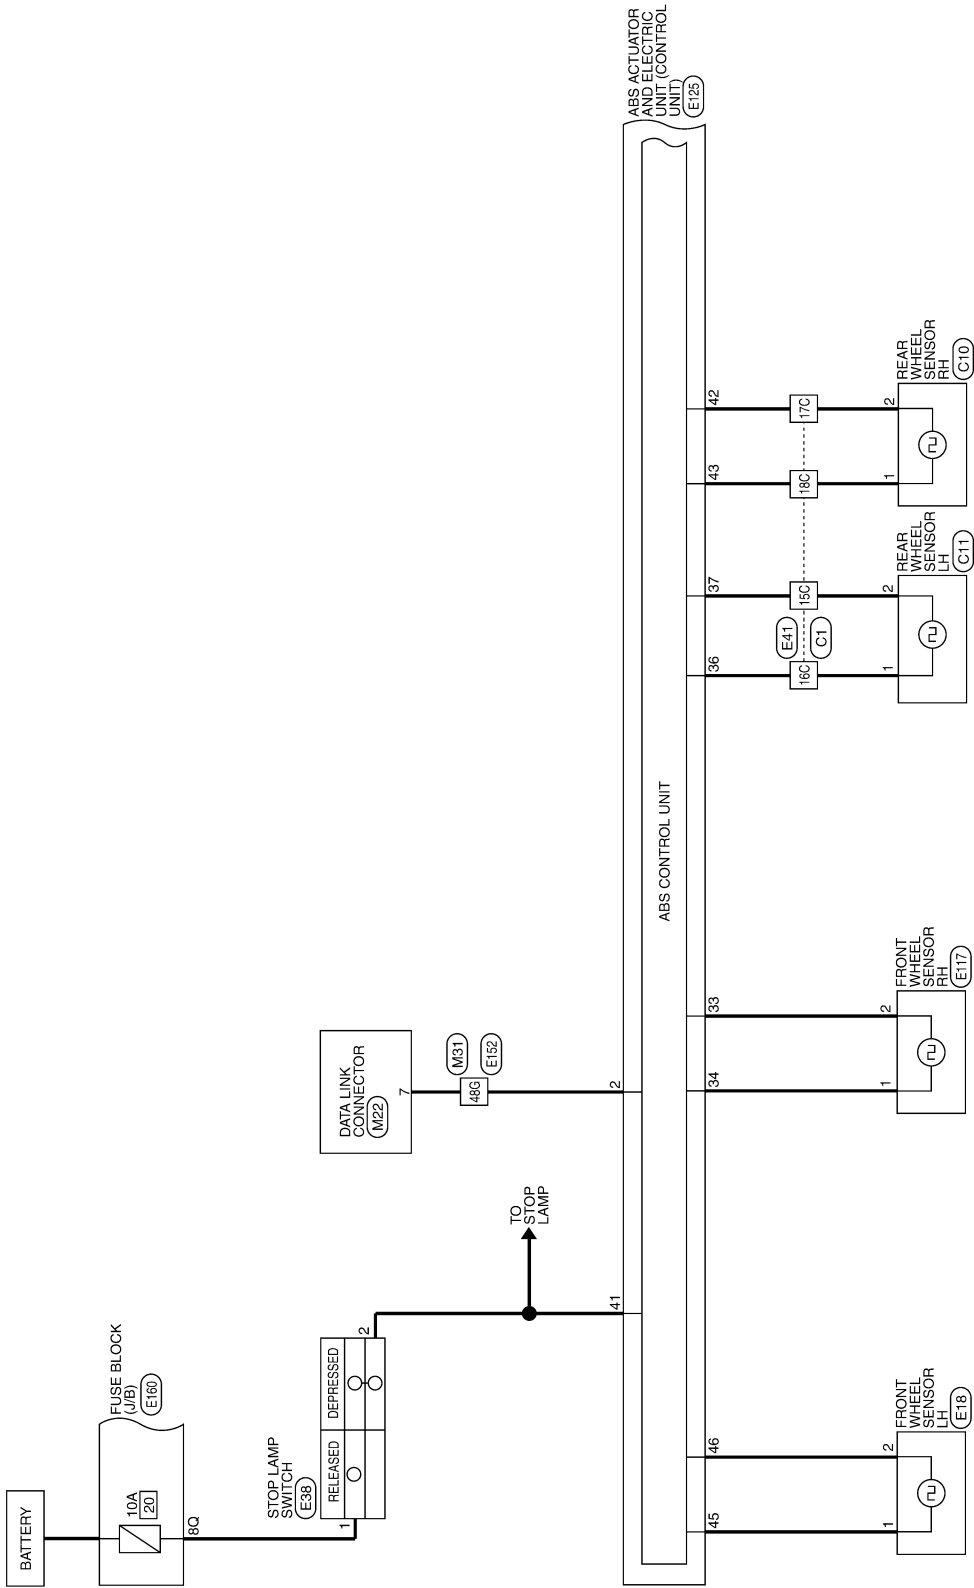 BATTERY
FUSE BLOCK
(J/B)
E160
10A
20
8Q
STOP LAMP
SWITCH
E38
RELEASED
DEPRESSED
1
2
TO
STOP
LAMP
41
DATA LINK
CONNECTOR
M22
7
M31
48G
E152
2
ABS ACTUATOR
AND ELECTRIC
UNIT (CONTROL
UNIT)
E125
ABS CONTROL UNIT
45
46
34
33
36
37
43
42
E41
16C
15C
18C
17C
C1
1
2
FRONT
WHEEL
SENSOR
LH
E18
1
2
FRONT
WHEEL
SENSOR
RH
E117
1
2
REAR
WHEEL
SENSOR
LH
C11
1
2
REAR
WHEEL
SENSOR
RH
C10